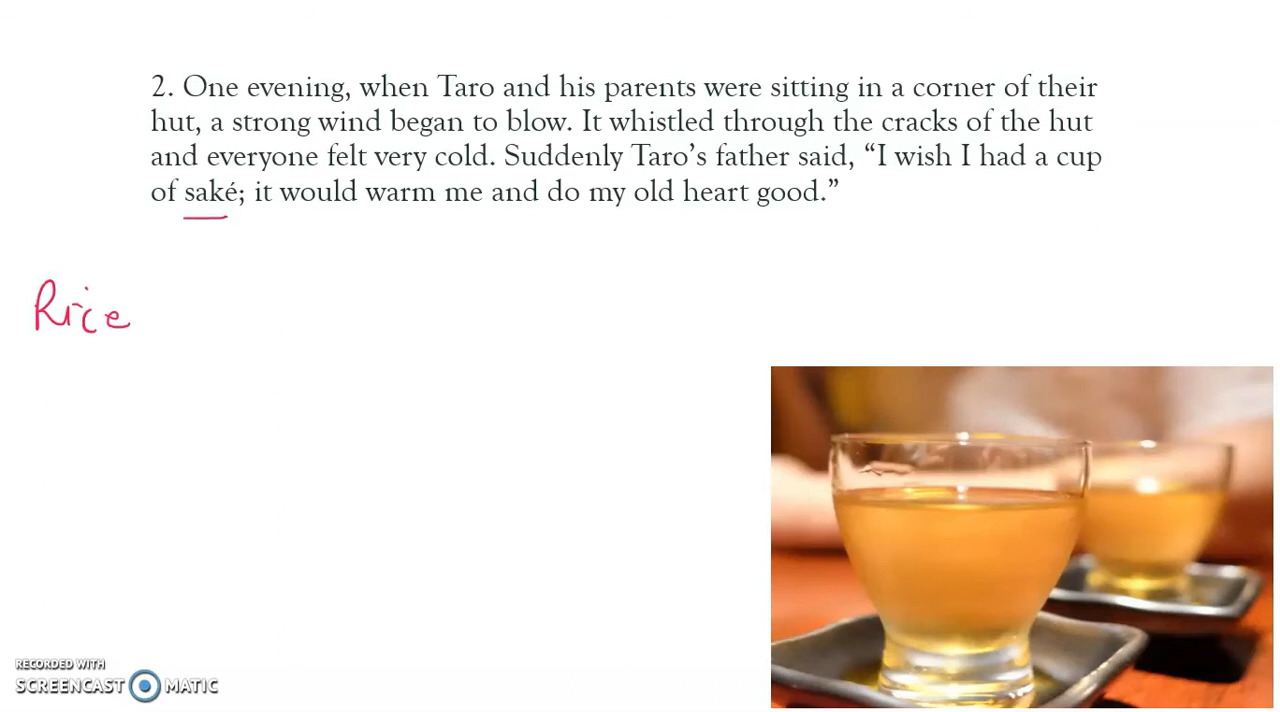 2. One evening, when Taro and his parents were sitting in a corner of their
hut, a strong wind began to blow. It whistled through the cracks of the hut
and everyone felt very cold. Suddenly Taro’s father said, “I wish I had a cup
of saké; it would warm me and do my old heart good.”
Rice
RECORDED WITH
SCREENCAST MATIC